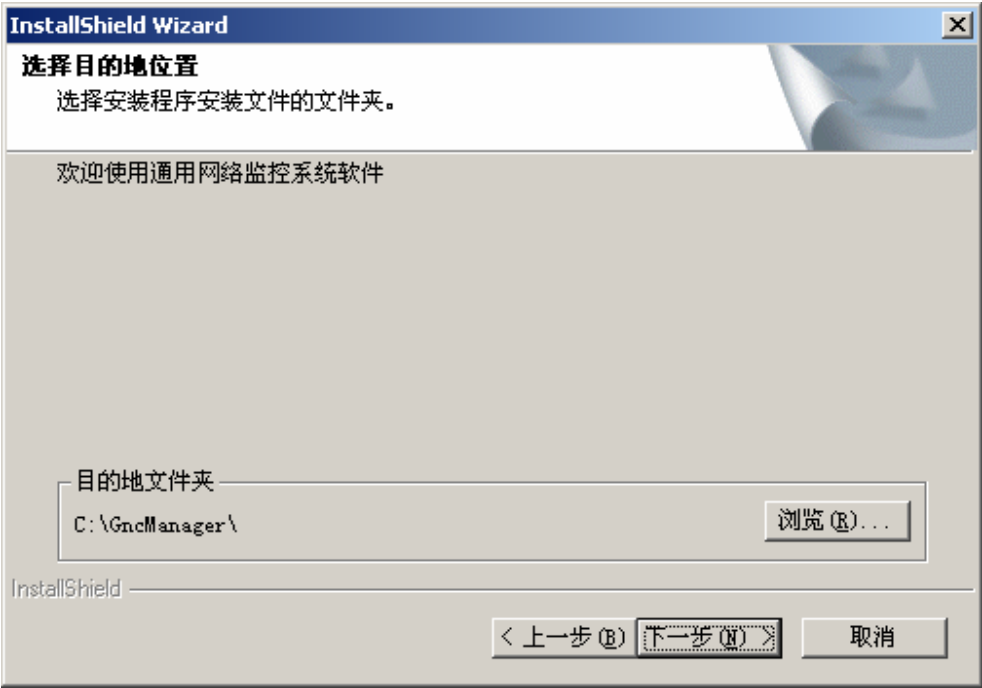 InstallShield Wizard
选择目的地位置
选择安装程序安装文件的文件夹。
欢迎使用通用网络监控系统软件
目的地文件夹
C:\GncManager\
浏览(R)...
InstallShield
< 上一步(B) 下一步(N) > 取消